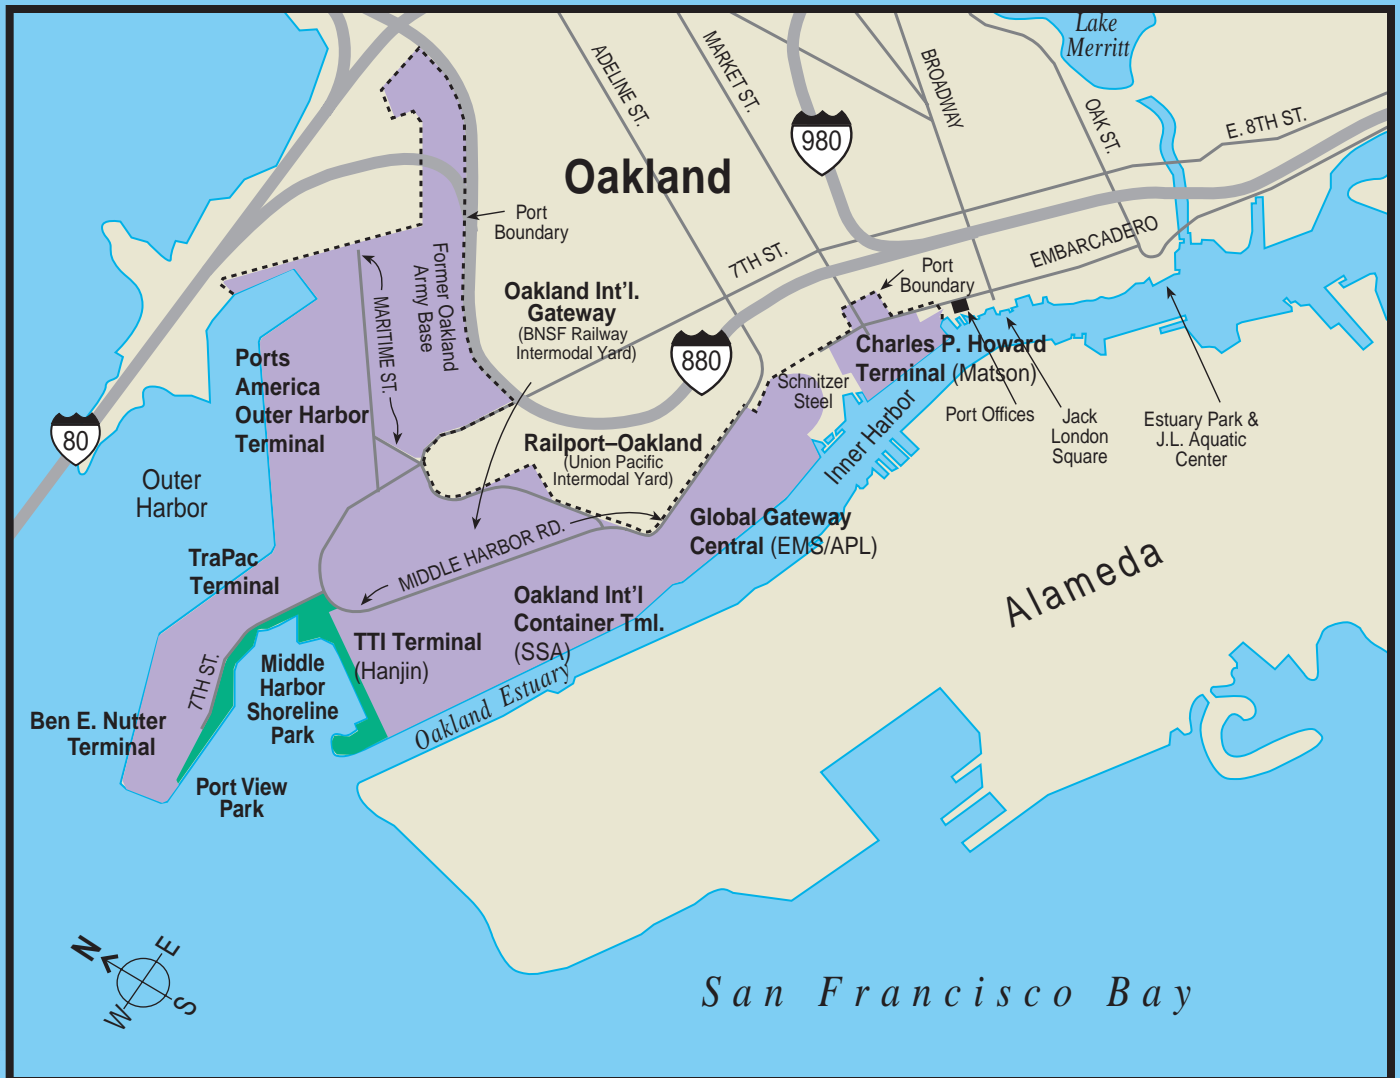 Lake
Merritt
ADELINE ST.
MARKET ST.
BROADWAY
OAK ST.
E. 8TH ST.
980
Oakland
Port
Boundary
EMBARCADERO
7TH ST.
Former Oakland
Army Base
MARITIME ST.
Oakland Int'l.
Gateway
(BNSF Railway
Intermodal Yard)
Port
Boundary
880
Ports
America
Outer Harbor
Terminal
Charles P. Howard
Terminal (Matson)
Schnitzer
Steel
Port Offices
Jack
London
Square
Estuary Park &
J.L. Aquatic
Center
80
Outer
Harbor
Railport–Oakland
(Union Pacific
Intermodal Yard)
Inner Harbor
Global Gateway
Central (EMS/APL)
MIDDLE HARBOR RD.
TraPac
Terminal
Oakland Int'l
Container Tml.
(SSA)
Alameda
TTI Terminal
(Hanjin)
7TH ST.
Middle
Harbor
Shoreline
Park
Oakland Estuary
Ben E. Nutter
Terminal
Port View
Park
N
E
W
S
San Francisco Bay